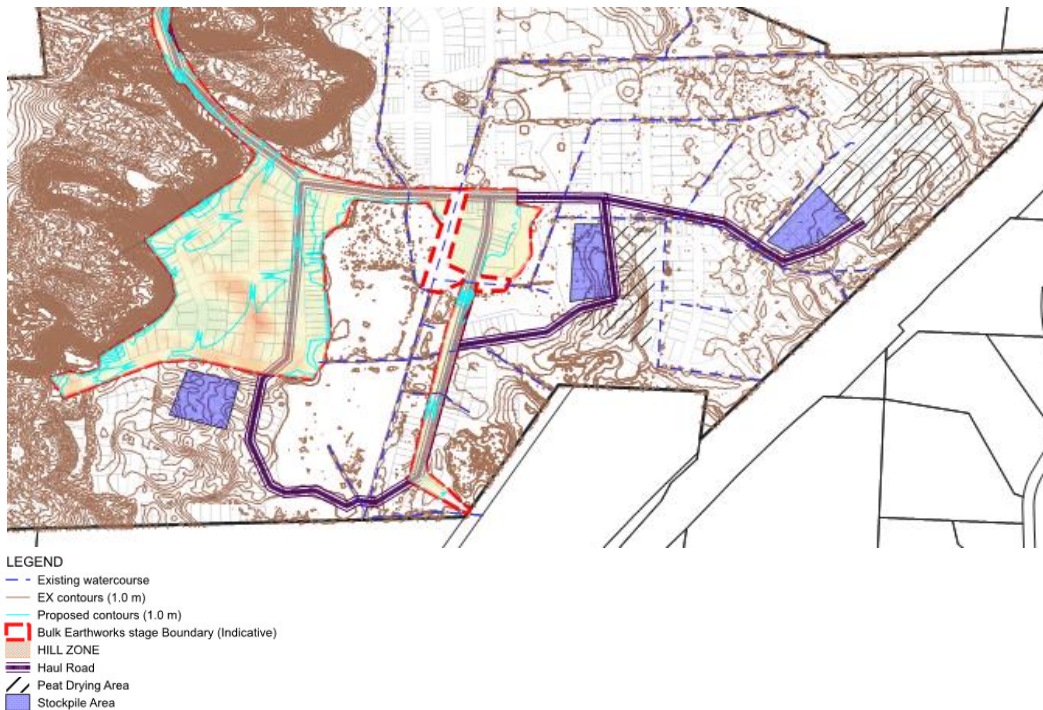 LEGEND
Existing watercourse
EX contours (1.0 m)
Proposed contours (1.0 m)
Bulk Earthworks stage Boundary (Indicative)
HILL ZONE
Haul Road
Peat Drying Area
Stockpile Area